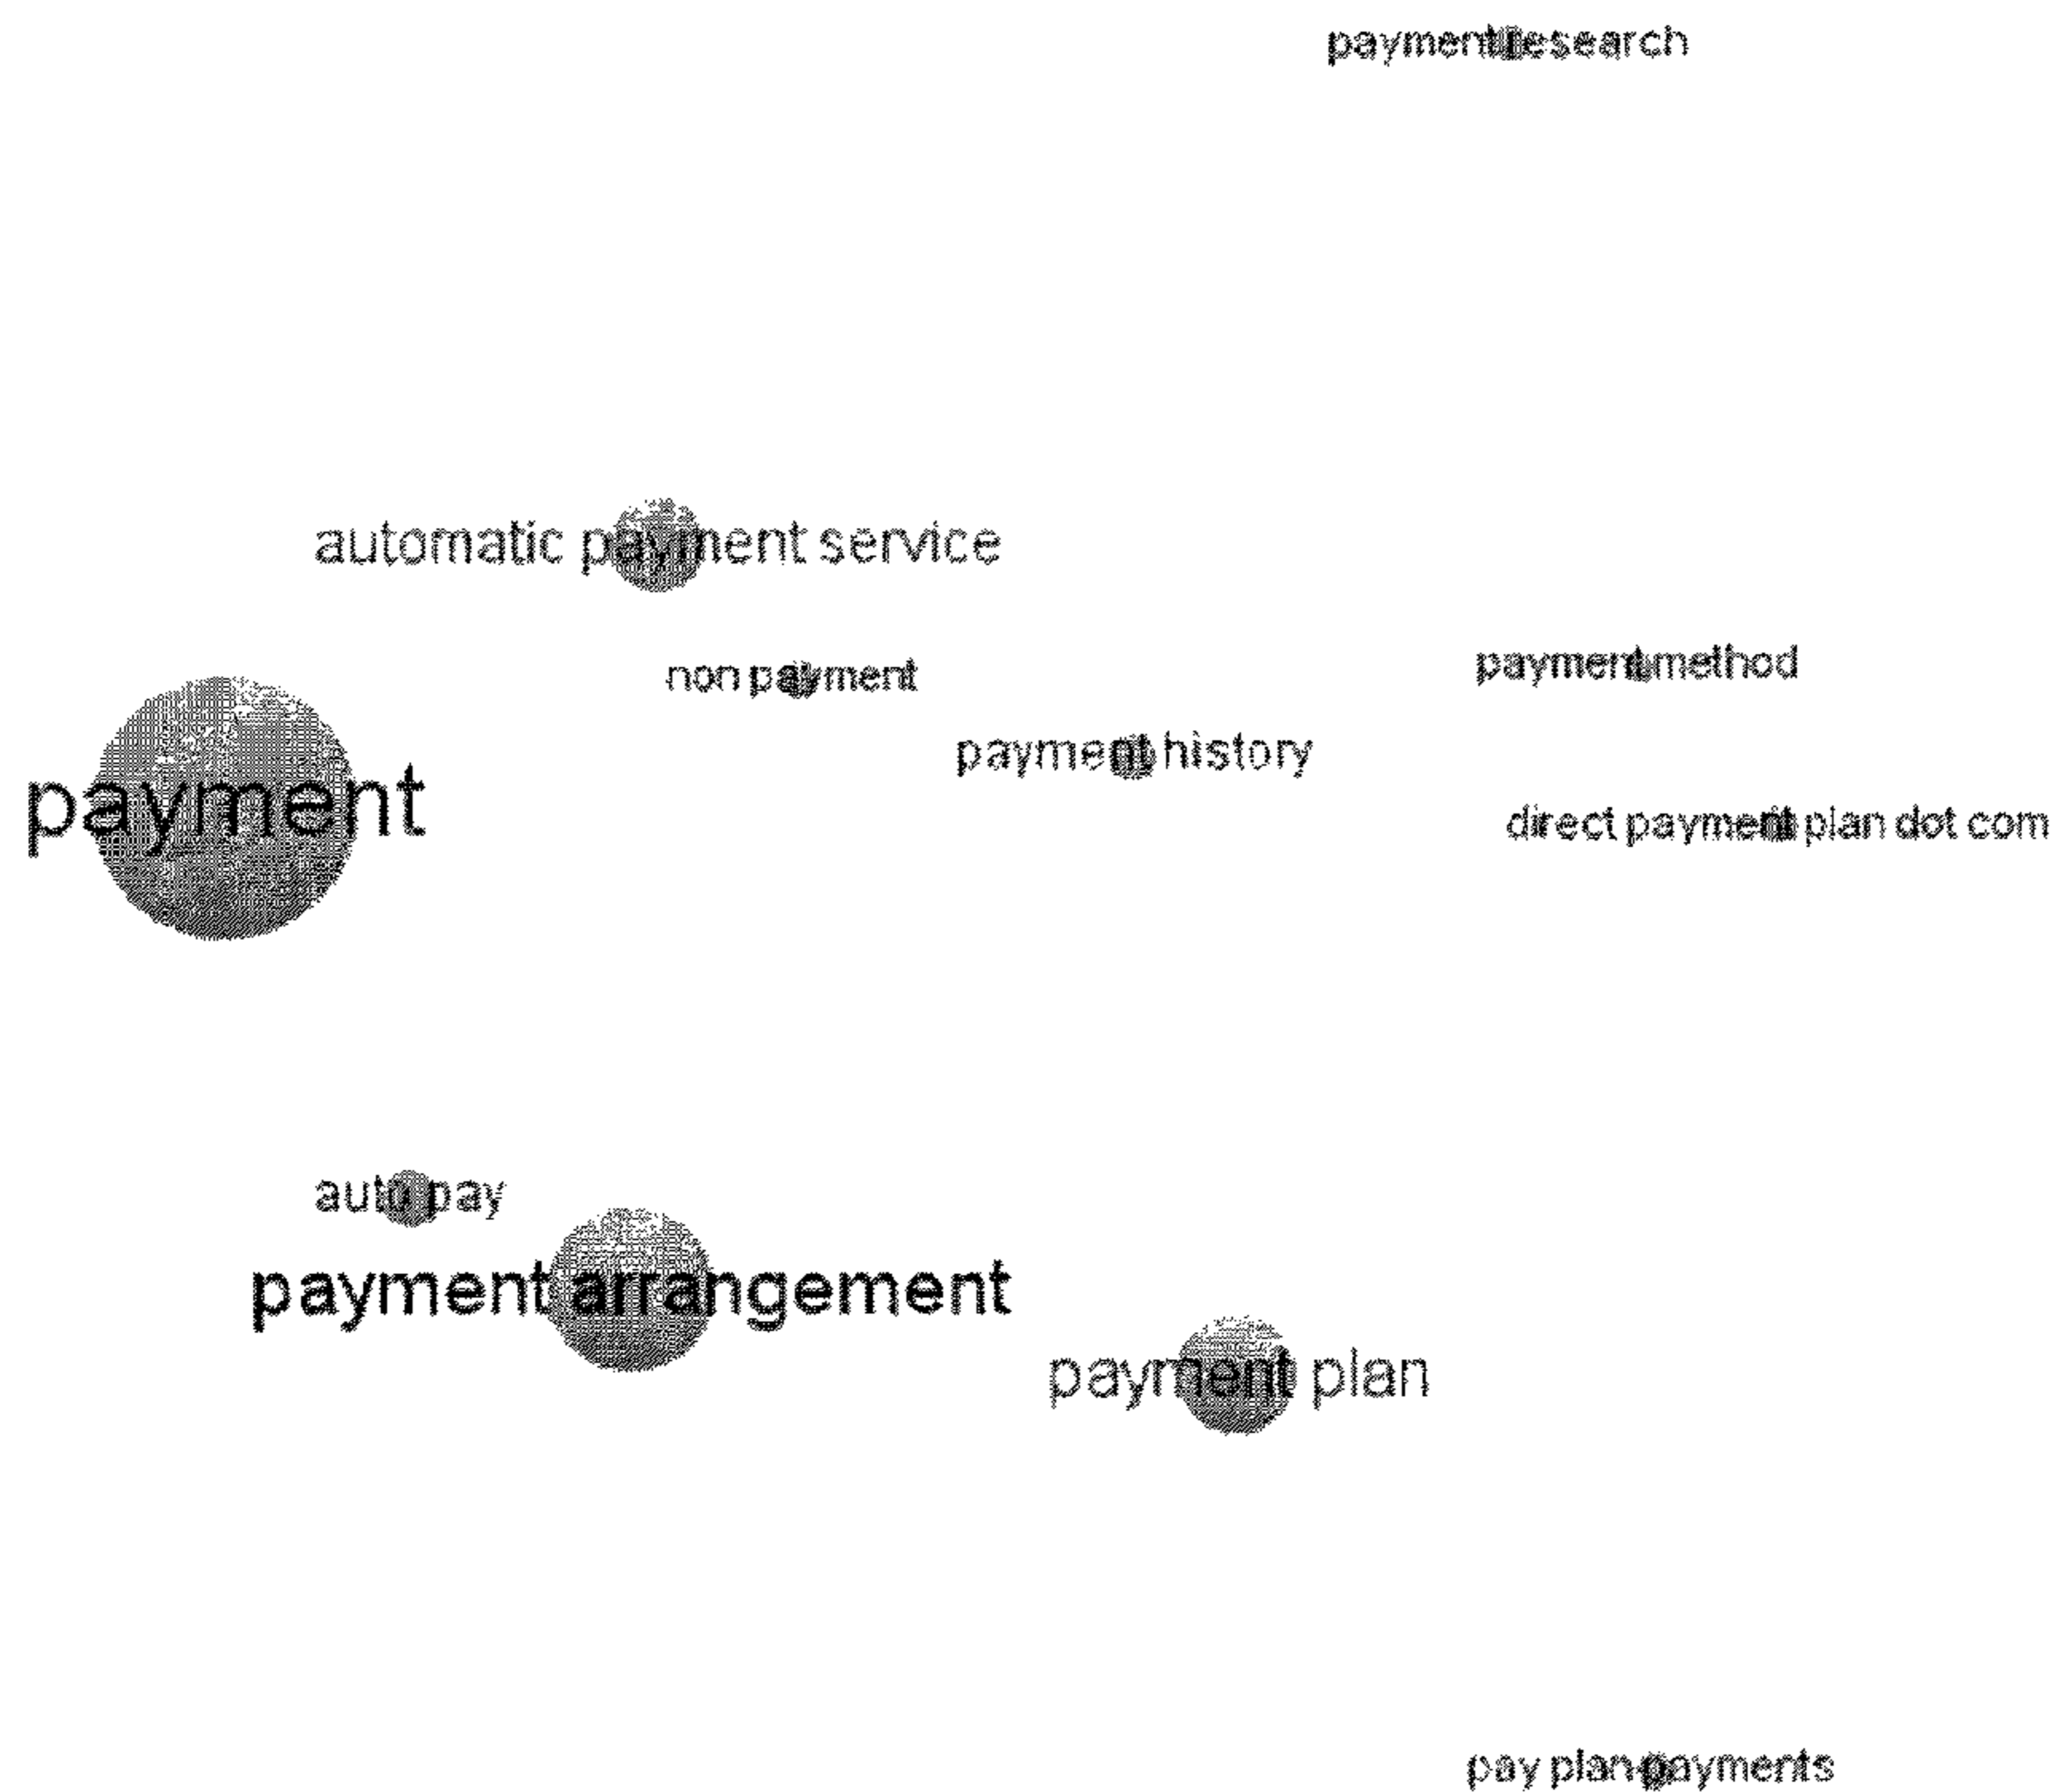 payment research
automatic payment service
non payment
payment method
payment history
payment
direct payment plan dot com
auto pay
payment arrangement
payment plan
pay plan payments